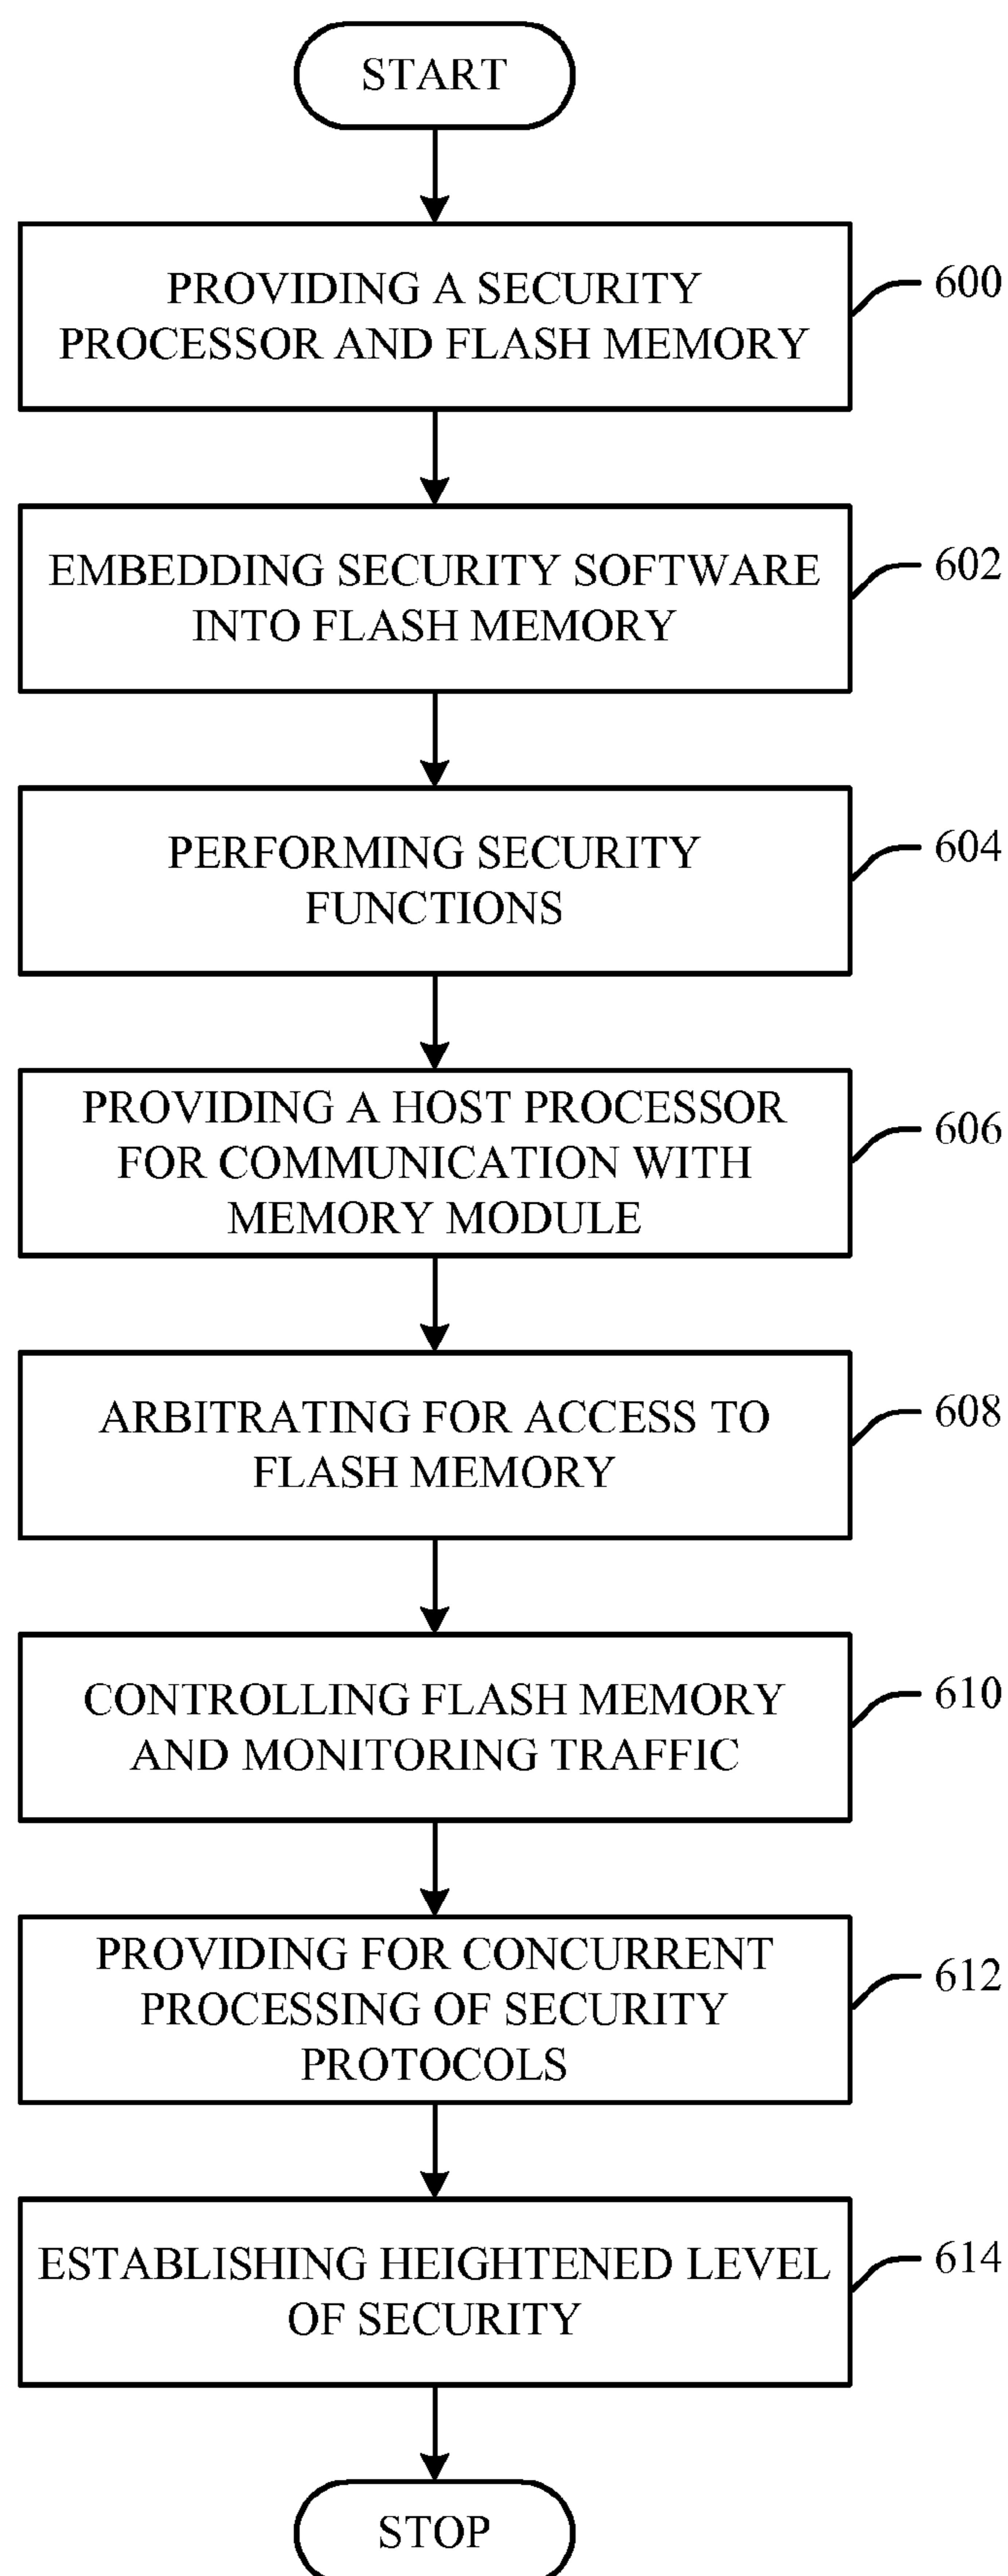 START
PROVIDING A SECURITY
PROCESSOR AND FLASH MEMORY
600
EMBEDDING SECURITY SOFTWARE
INTO FLASH MEMORY
602
PERFORMING SECURITY
FUNCTIONS
604
PROVIDING A HOST PROCESSOR
FOR COMMUNICATION WITH
MEMORY MODULE
606
ARBITRATING FOR ACCESS TO
FLASH MEMORY
608
CONTROLLING FLASH MEMORY
AND MONITORING TRAFFIC
610
PROVIDING FOR CONCURRENT
PROCESSING OF SECURITY
PROTOCOLS
612
ESTABLISHING HEIGHTENED LEVEL
OF SECURITY
614
STOP